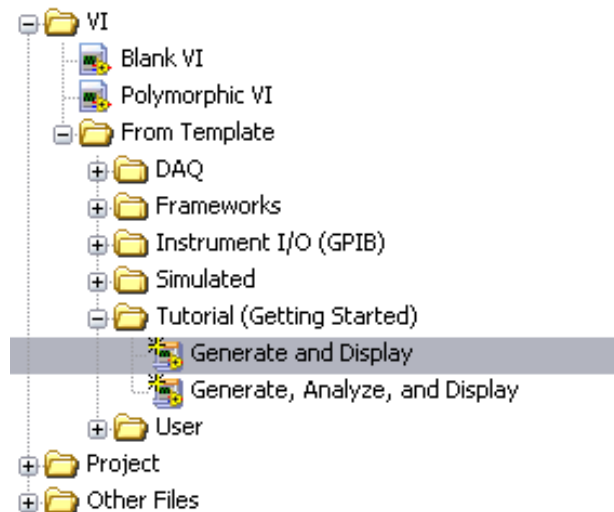 VI
Blank VI
Polymorphic VI
From Template
DAQ
Frameworks
Instrument I/O (GPIB)
Simulated
Tutorial (Getting Started)
Generate and Display
Generate, Analyze, and Display
User
Project
Other Files